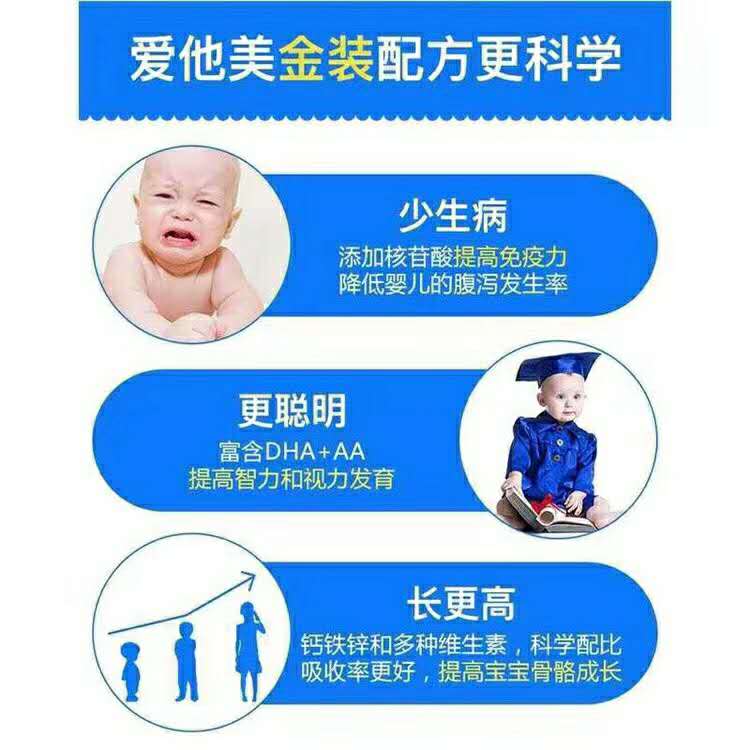 爱他美金装配方更科学
少生病
添加核苷酸提高免疫力
降低婴儿的腹泻发生率
更聪明
富含DHA+AA
提高智力和视力发育
长更高
钙铁锌和多种维生素，科学配比
吸收率更好，提高宝宝骨骼成长